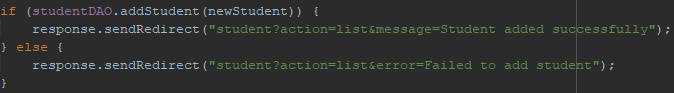 if (studentDAO.addStudent(newStudent)) {
    response.sendRedirect("student?action=list&message=Student added successfully");
} else {
    response.sendRedirect("student?action=list&error=Failed to add student");
}